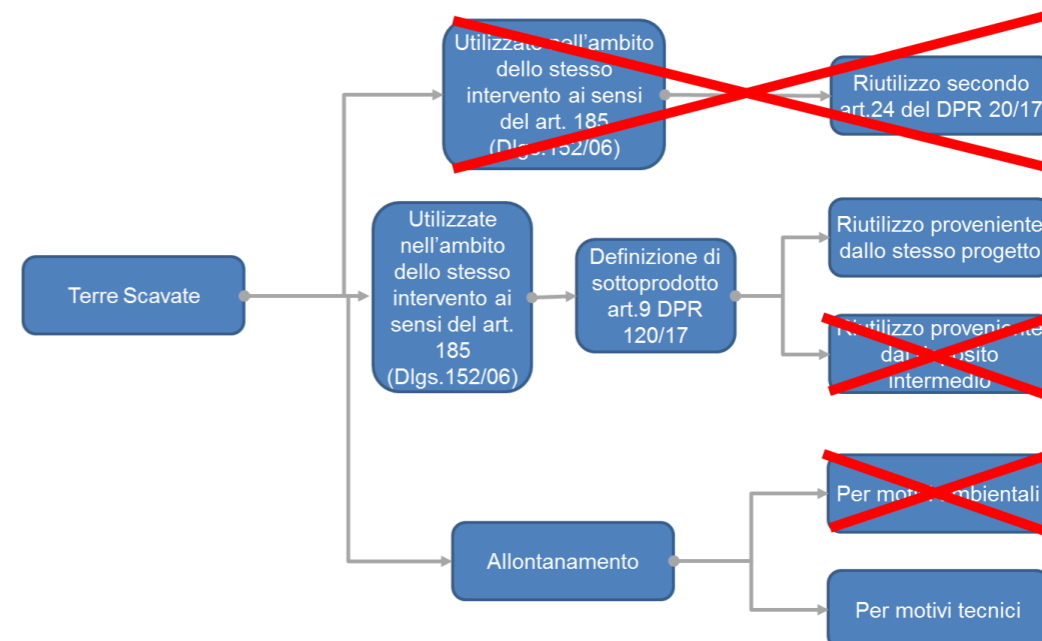 Utilizzate nell'ambito
dello stesso
intervento ai sensi
del art. 185
(Dlgs.152/06)
Riutilizzo secondo
art.24 del DPR 20/17
Terre Scavate
Utilizzate
nell'ambito
dello stesso
intervento ai
sensi del art.
185
(Dlgs.152/06)
Definizione di
sottoprodotto
art.9 DPR
120/17
Riutilizzo proveniente
dallo stesso progetto
Riutilizzo proveniente
dal deposito
intermedio
Allontanamento
Per motivi ambientali
Per motivi tecnici